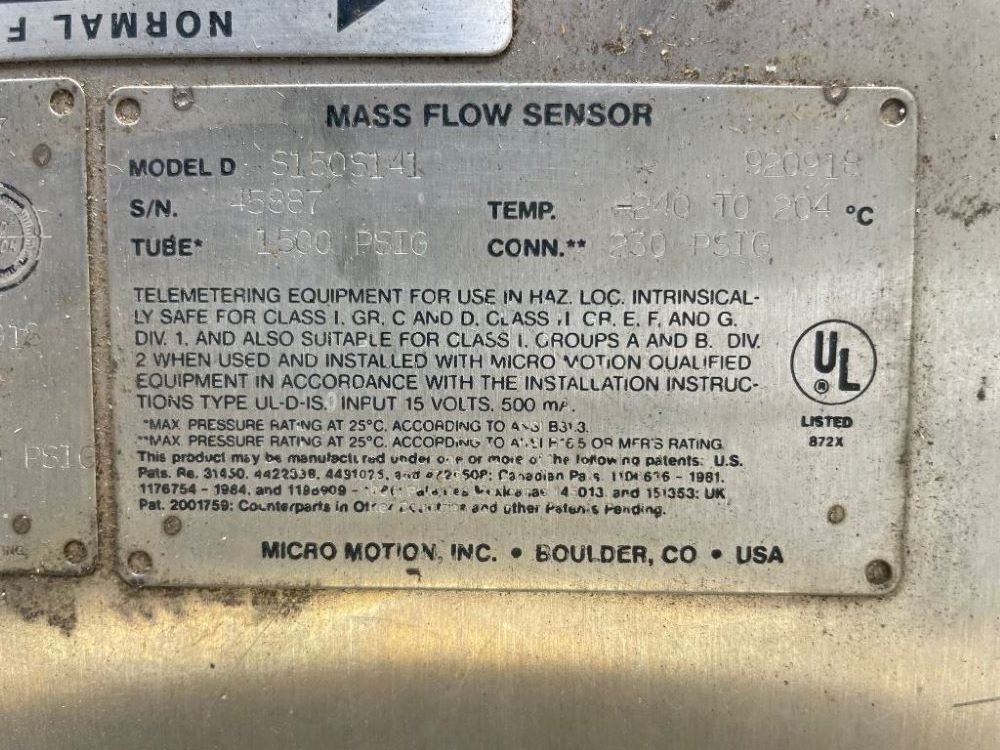 NORMAL F
MASS FLOW SENSOR
MODEL D S150S141 920918
S/N. 45887 TEMP. -240 TO 204 °C
TUBE* 1500 PSIG CONN.** 230 PSIG
TELEMETERING EQUIPMENT FOR USE IN HAZ. LOC. INTRINSICAL-
LY SAFE FOR CLASS I, GR. C AND D. CLASS II GR. E, F, AND G.
DIV. 1. AND ALSO SUITABLE FOR CLASS I. GROUPS A AND B. DIV.
2 WHEN USED AND INSTALLED WITH MICRO MOTION QUALIFIED
EQUIPMENT IN ACCORDANCE WITH THE INSTALLATION INSTRUC-
TIONS TYPE UL-D-IS. INPUT 15 VOLTS. 500 mA.
UL
®
LISTED
872X
*MAX PRESSURE RATING AT 25°C. ACCORDING TO B31.3.
**MAX PRESSURE RATING AT 25°C. ACCORDING TO OR MFR'S RATING
This product may be manufactured under one or more of the following patents: U.S.
Pats. Re. 31450, 4422338, 4491025, and Canadian Pats. - 1981.
1176754 - 1984, and 013, and 151353: UK
Pat. 2001759: Counterparts in Other and other Patents Pending.
MICRO MOTION, INC. • BOULDER, CO • USA
PSIG
INC.